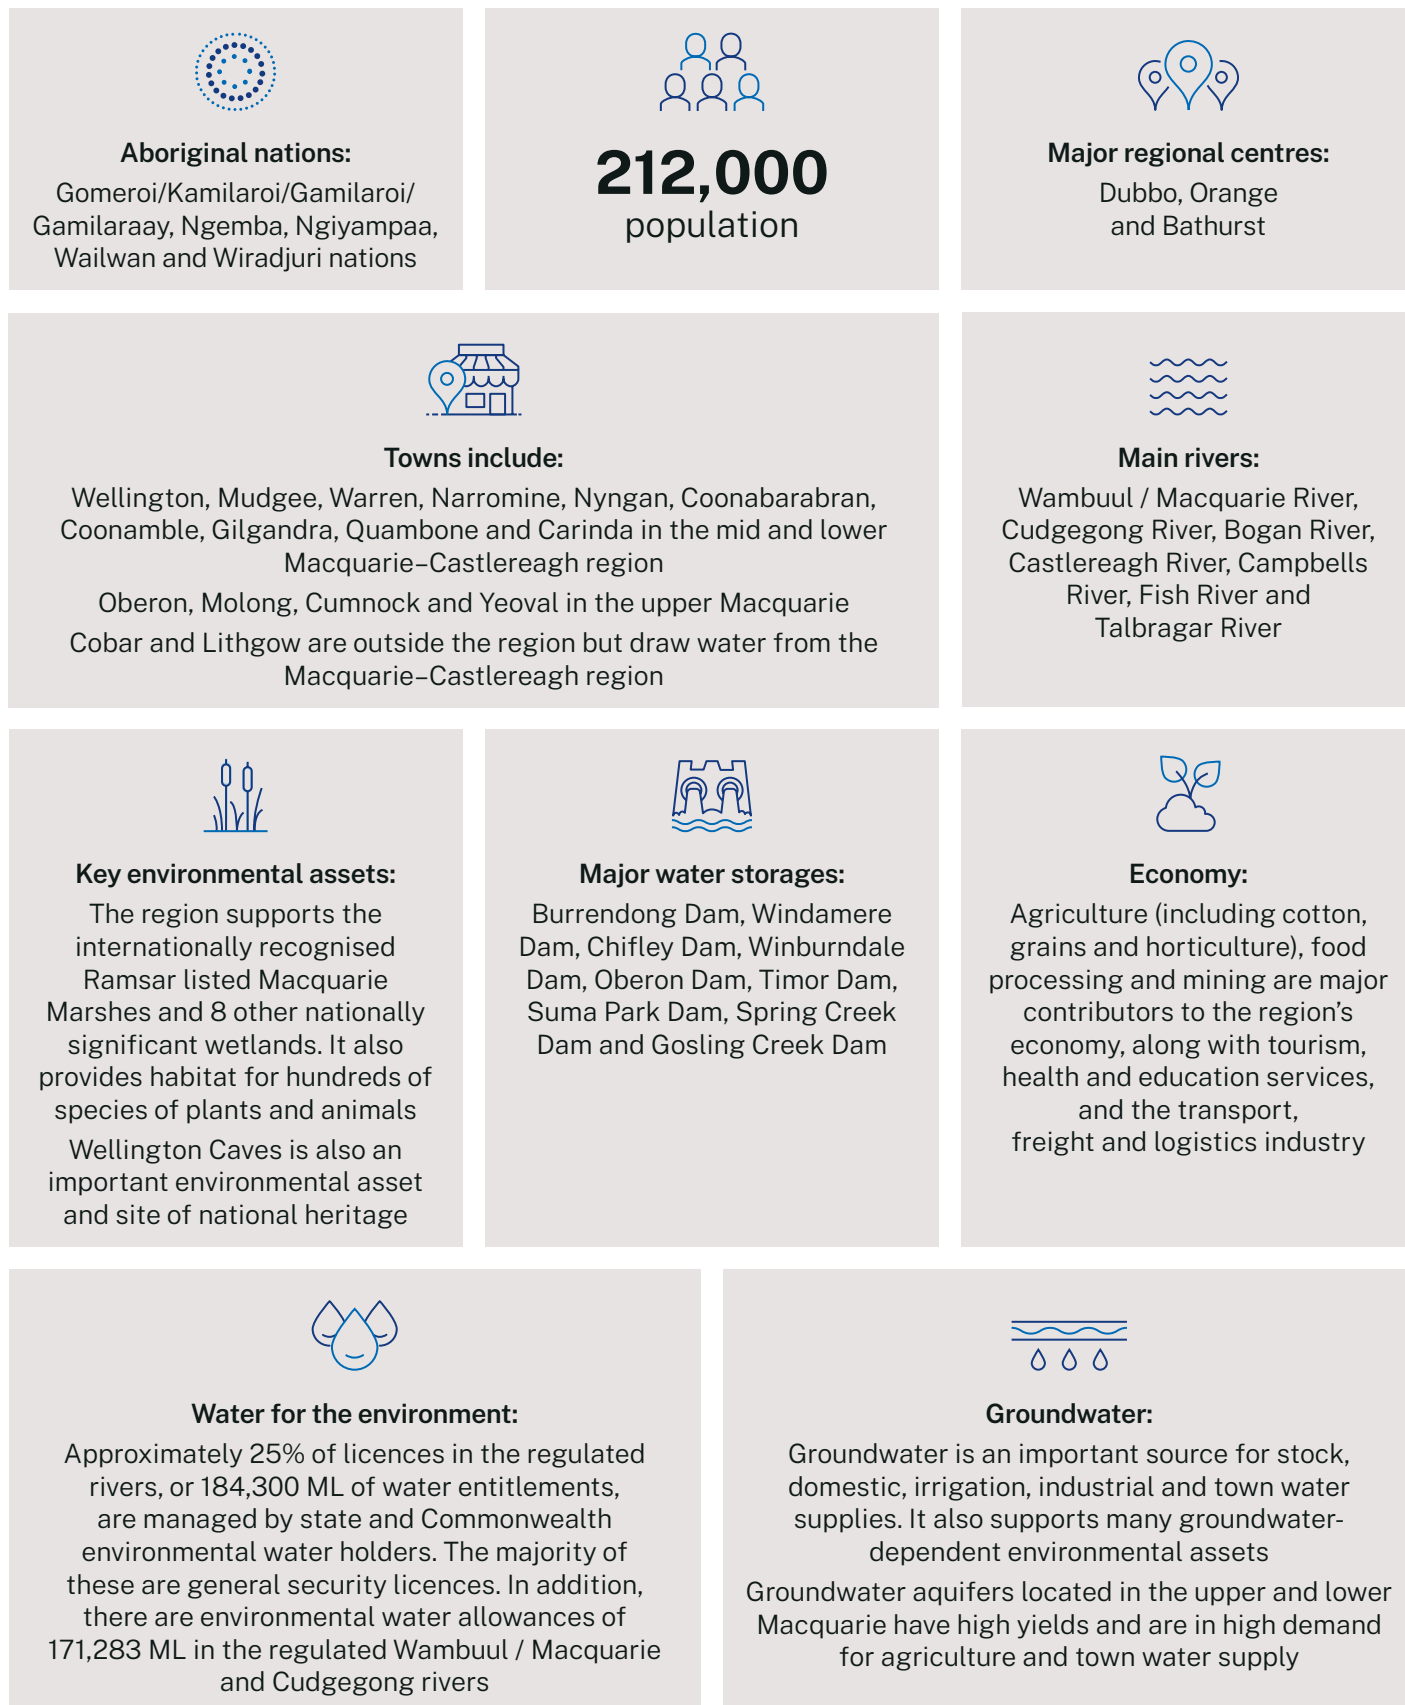 Aboriginal nations:
Gomeroi/Kamilaroi/Gamilaroi/
Gamilaraay, Ngemba, Ngiyampaa,
Wailwan and Wiradjuri nations
212,000
population
Major regional centres:
Dubbo, Orange
and Bathurst
Towns include:
Wellington, Mudgee, Warren, Narromine, Nyngan, Coonabarabran,
Coonamble, Gilgandra, Quambone and Carinda in the mid and lower
Macquarie–Castlereagh region
Oberon, Molong, Cumnock and Yeoval in the upper Macquarie
Cobar and Lithgow are outside the region but draw water from the
Macquarie–Castlereagh region
Main rivers:
Wambuul / Macquarie River,
Cudgegong River, Bogan River,
Castlereagh River, Campbells
River, Fish River and
Talbragar River
Key environmental assets:
The region supports the
internationally recognised
Ramsar listed Macquarie
Marshes and 8 other nationally
significant wetlands. It also
provides habitat for hundreds of
species of plants and animals
Wellington Caves is also an
important environmental asset
and site of national heritage
Major water storages:
Burrendong Dam, Windamere
Dam, Chifley Dam, Winburndale
Dam, Oberon Dam, Timor Dam,
Suma Park Dam, Spring Creek
Dam and Gosling Creek Dam
Economy:
Agriculture (including cotton,
grains and horticulture), food
processing and mining are major
contributors to the region’s
economy, along with tourism,
health and education services,
and the transport,
freight and logistics industry
Water for the environment:
Approximately 25% of licences in the regulated
rivers, or 184,300 ML of water entitlements,
are managed by state and Commonwealth
environmental water holders. The majority of
these are general security licences. In addition,
there are environmental water allowances of
171,283 ML in the regulated Wambuul / Macquarie
and Cudgegong rivers
Groundwater:
Groundwater is an important source for stock,
domestic, irrigation, industrial and town water
supplies. It also supports many groundwater-
dependent environmental assets
Groundwater aquifers located in the upper and lower
Macquarie have high yields and are in high demand
for agriculture and town water supply